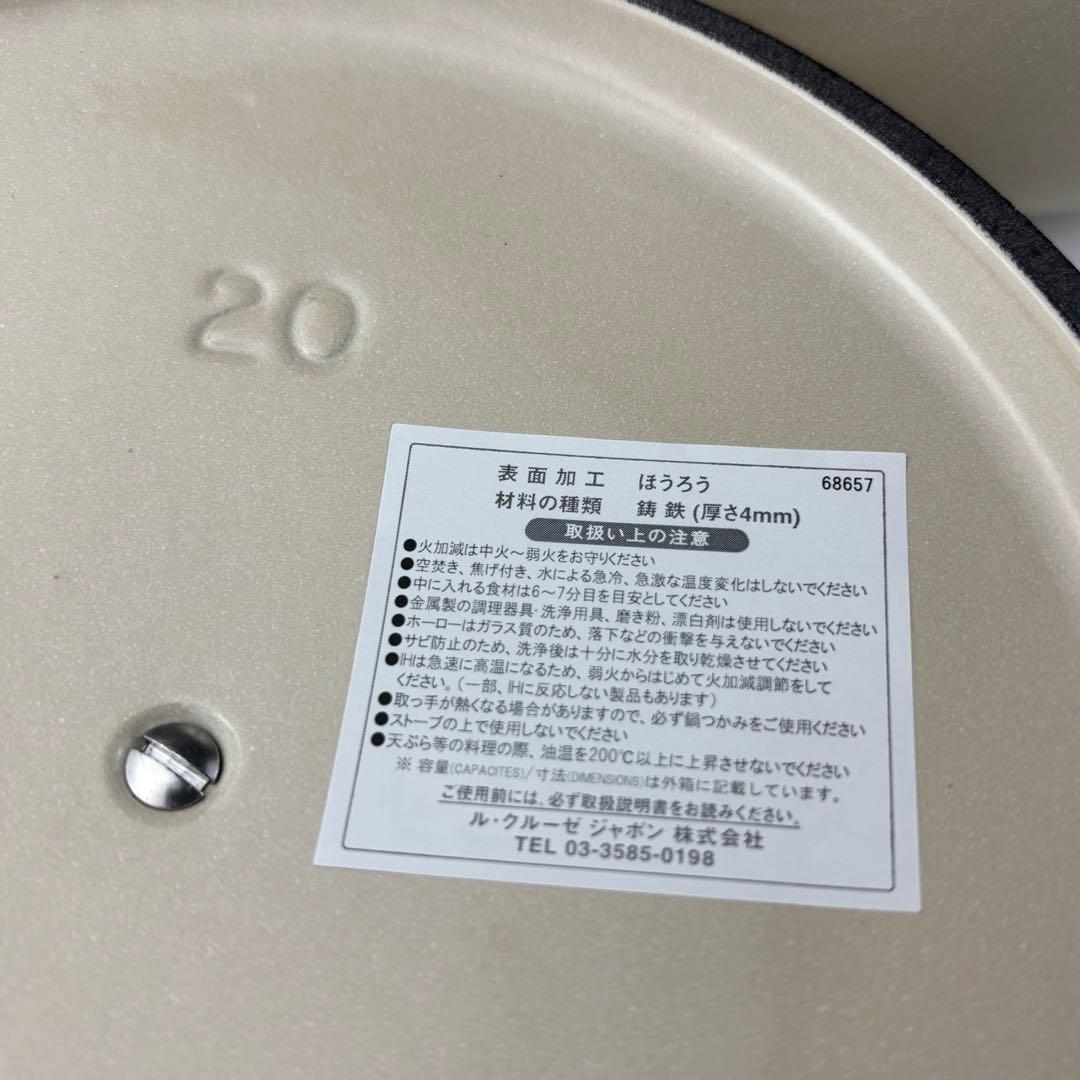 20
表面加工 ほうろう 68657
材料の種類 鋳鉄(厚さ4mm)
取扱い上の注意
●火加減は中火～弱火をお守りください
●空焚き、焦げ付き、水による急冷、急激な温度変化はしないでください
●中に入れる食材は6～7分目を目安としてください
●金属製の調理器具・洗浄用具、磨き粉、漂白剤は使用しないでください
●ホーローはガラス質のため、落下などの衝撃を与えないでください
●サビ防止のため、洗浄後は十分に水分を取り乾燥させてください
●IHは急速に高温になるため、弱火からはじめて火加減調節をして
ください。(一部、IHに反応しない製品もあります)
●取っ手が熱くなる場合がありますので、必ず鍋つかみをご使用ください
●ストーブの上で使用しないでください
●天ぷら等の料理の際、油温を200℃以上に上昇させないでください
※ 容量(CAPACITES)/寸法(DIMENSIONS)は外箱に記載しています。
ご使用前には、必ず取扱説明書をお読みください。
ル・クルーゼ ジャポン 株式会社
TEL 03-3585-0198